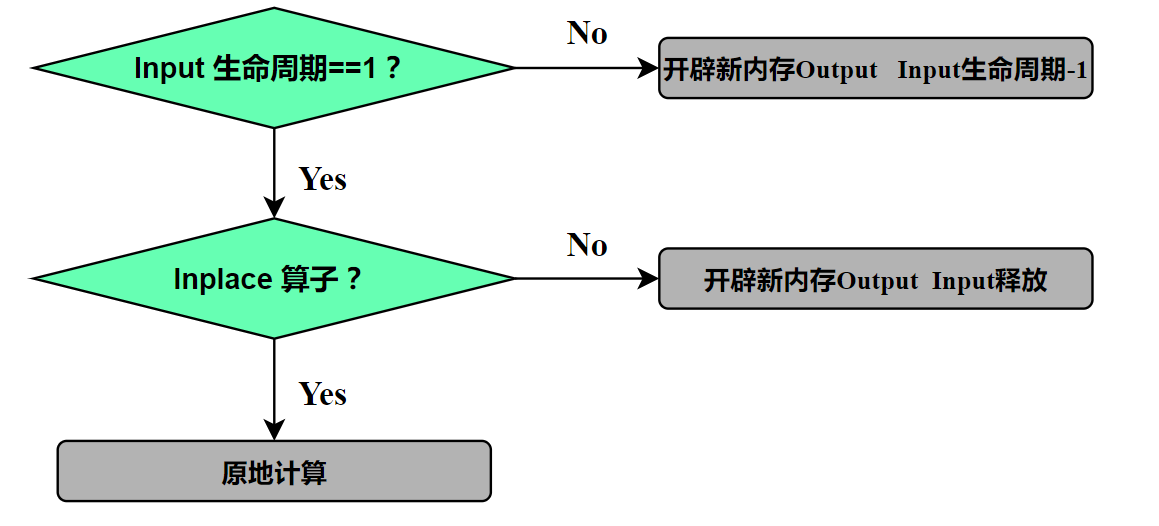 Input 生命周期==1？
No
开辟新内存Output Input生命周期-1
Yes
Inplace 算子？
No
开辟新内存Output Input释放
Yes
原地计算